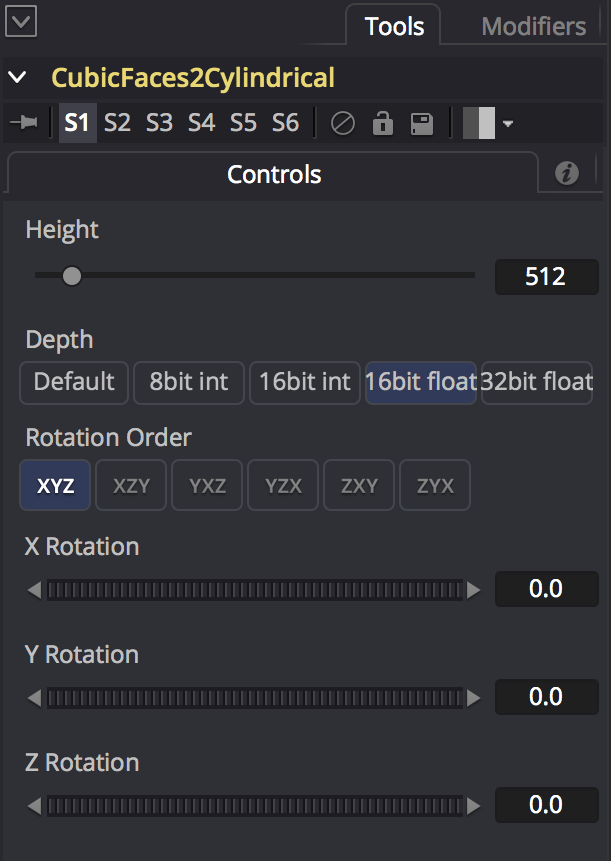 Tools Modifiers
CubicFaces2Cylindrical
S1 S2 S3 S4 S5 S6
Controls i
Height
512
Depth
Default 8bit int 16bit int 16bit float 32bit float
Rotation Order
XYZ XZY YXZ YZX ZXY ZYX
X Rotation
0.0
Y Rotation
0.0
Z Rotation
0.0